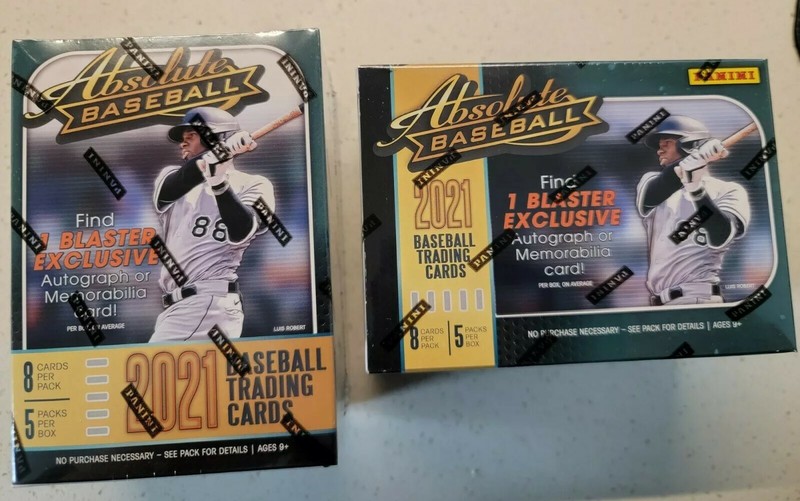 Absolute
BASEBALL
88
Find
1 BLASTER
EXCLUSIVE
Autograph or
Memorabilia
card!
PER BOX, ON AVERAGE
LUIS ROBERT
8 CARDS PER PACK
5 PACKS PER BOX
2021
BASEBALL
TRADING
CARDS
NO PURCHASE NECESSARY – SEE PACK FOR DETAILS | AGES 9+
PANINI
Absolute
BASEBALL
PANINI
2021
BASEBALL
TRADING
CARDS
8 CARDS PER PACK
5 PACKS PER BOX
Find
1 BLASTER
EXCLUSIVE
Autograph or
Memorabilia
card!
PER BOX, ON AVERAGE
8
LUIS ROBERT
NO PURCHASE NECESSARY – SEE PACK FOR DETAILS | AGES 9+
PANINI